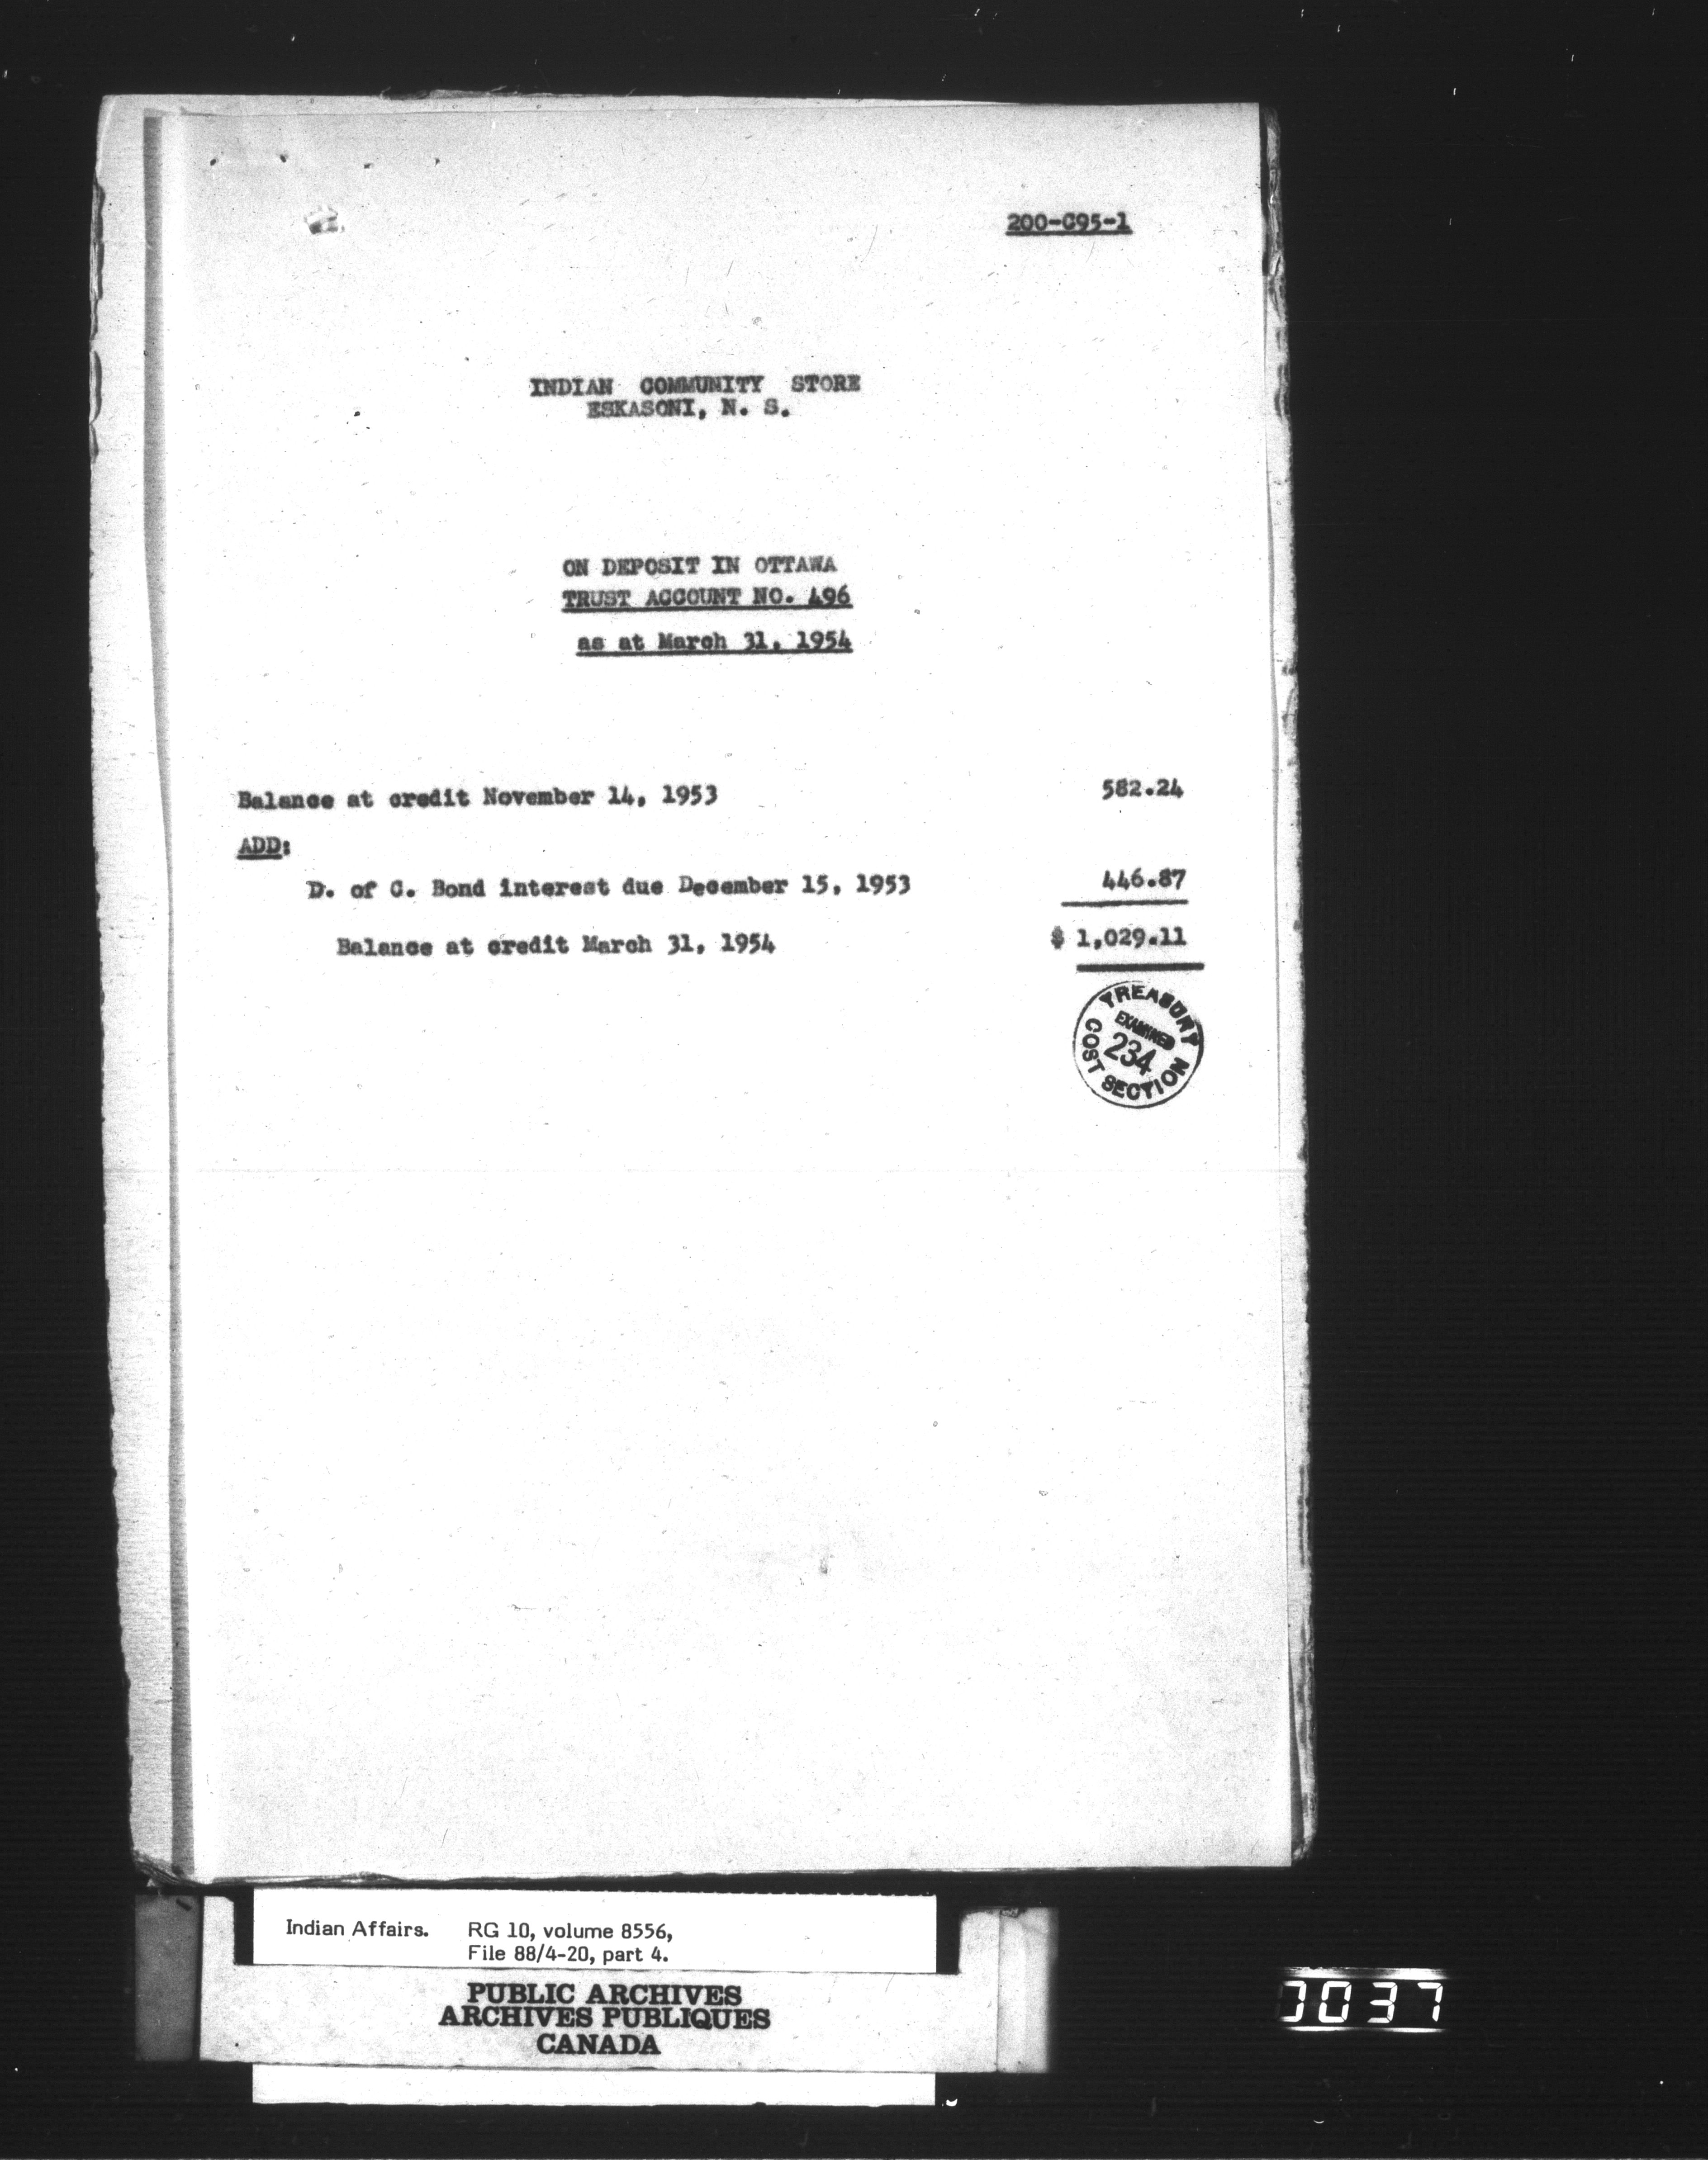 200-C95-1
INDIAN COMMUNITY STORE
ESKASONI, N. S.
ON DEPOSIT IN OTTAWA
TRUST ACCOUNT NO. 496
as at March 31, 1954
Balance at credit November 14, 1953 582.24
ADD:
D. of C. Bond interest due December 15, 1953 446.87
Balance at credit March 31, 1954 $ 1,029.11
TREASURY
EXAMINED
234
COST SECTION
Indian Affairs. RG 10, volume 8556,
File 88/4-20, part 4.
PUBLIC ARCHIVES
ARCHIVES PUBLIQUES
CANADA
0037